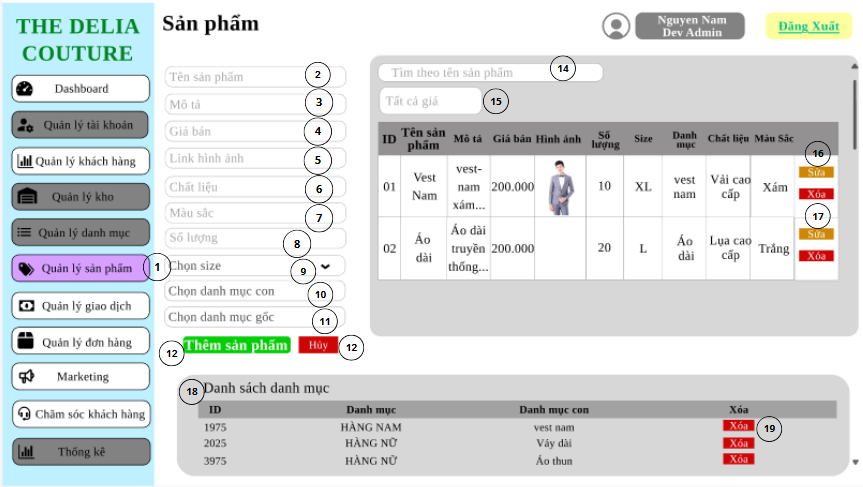 THE DELIA
COUTURE
Dashboard
Quản lý tài khoản
Quản lý khách hàng
Quản lý kho
Quản lý danh mục
Quản lý sản phẩm
1
Quản lý giao dịch
Quản lý đơn hàng
Marketing
Chăm sóc khách hàng
Thống kê
Sản phẩm
Nguyen Nam
Dev Admin
Đăng Xuất
Tên sản phẩm 2
Mô tả 3
Giá bán 4
Link hình ảnh 5
Chất liệu 6
Màu sắc 7
Số lượng 8
Chọn size 9
Chọn danh mục con 10
Chọn danh mục gốc 11
12 Thêm sản phẩm Hủy 12
Tìm theo tên sản phẩm 14
Tất cả giá 15
ID Tên sản phẩm Mô tả Giá bán Hình ảnh Số lượng Size Danh mục Chất liệu Màu Sắc
16
01 Vest Nam vest-nam xám... 200.000 10 XL vest nam Vải cao cấp Xám Sửa Xóa
17
02 Áo dài Áo dài truyền thống... 200.000 20 L Áo dài Lụa cao cấp Trắng Sửa Xóa
18 Danh sách danh mục
ID Danh mục Danh mục con Xóa
1975 HÀNG NAM vest nam Xóa 19
2025 HÀNG NỮ Váy dài Xóa
3975 HÀNG NỮ Áo thun Xóa